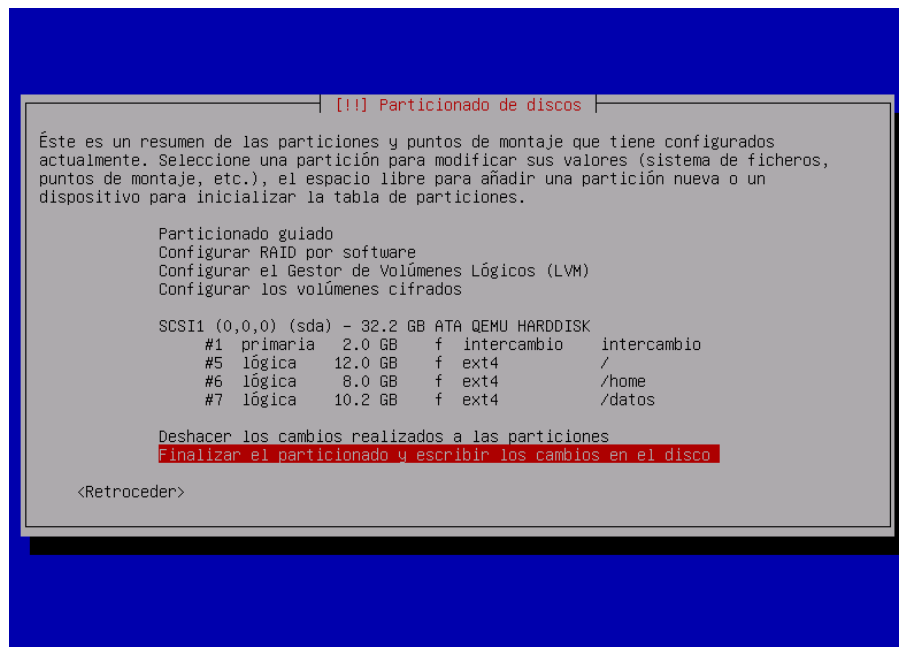 [!!] Particionado de discos
Éste es un resumen de las particiones y puntos de montaje que tiene configurados
actualmente. Seleccione una partición para modificar sus valores (sistema de ficheros,
puntos de montaje, etc.), el espacio libre para añadir una partición nueva o un
dispositivo para inicializar la tabla de particiones.
Particionado guiado
Configurar RAID por software
Configurar el Gestor de Volúmenes Lógicos (LVM)
Configurar los volúmenes cifrados
SCSI1 (0,0,0) (sda) – 32.2 GB ATA QEMU HARDDISK
#1 primaria 2.0 GB f intercambio intercambio
#5 lógica 12.0 GB f ext4 /
#6 lógica 8.0 GB f ext4 /home
#7 lógica 10.2 GB f ext4 /datos
Deshacer los cambios realizados a las particiones
Finalizar el particionado y escribir los cambios en el disco
<Retroceder>